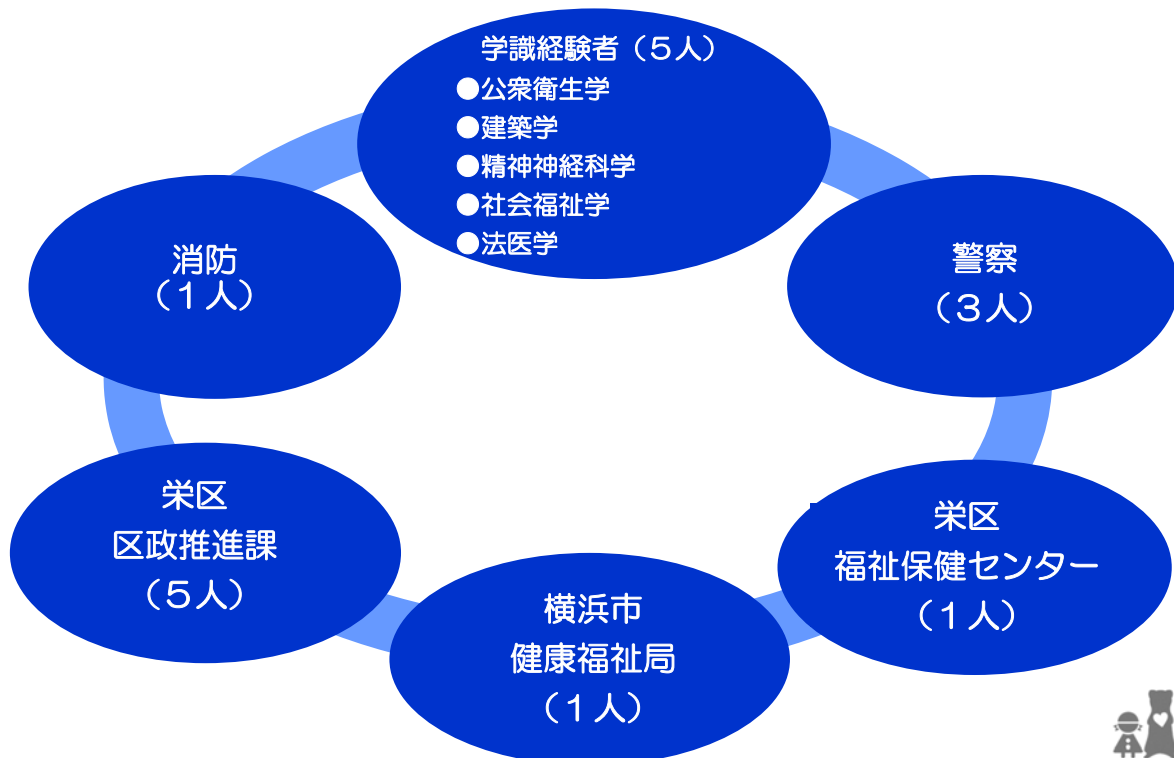 学識経験者（５人）
●公衆衛生学
●建築学
●精神神経科学
●社会福祉学
●法医学
消防
（１人）
警察
（３人）
栄区
区政推進課
（５人）
栄区
福祉保健センター
（１人）
横浜市
健康福祉局
（１人）